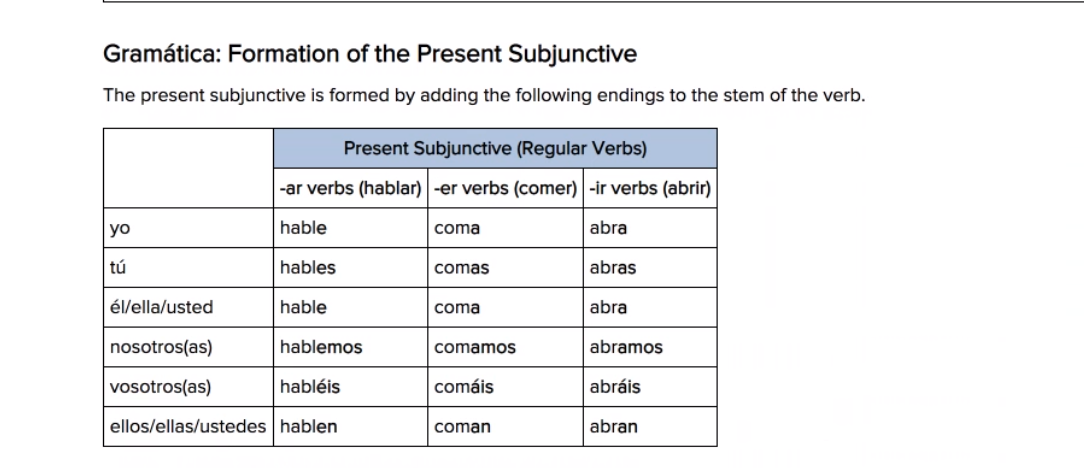 Gramática: Formation of the Present Subjunctive
The present subjunctive is formed by adding the following endings to the stem of the verb.
Present Subjunctive (Regular Verbs)
-ar verbs (hablar) -er verbs (comer) -ir verbs (abrir)
yo hable coma abra
tú hables comas abras
él/ella/usted hable coma abra
nosotros(as) hablemos comamos abramos
vosotros(as) habléis comáis abráis
ellos/ellas/ustedes hablen coman abran